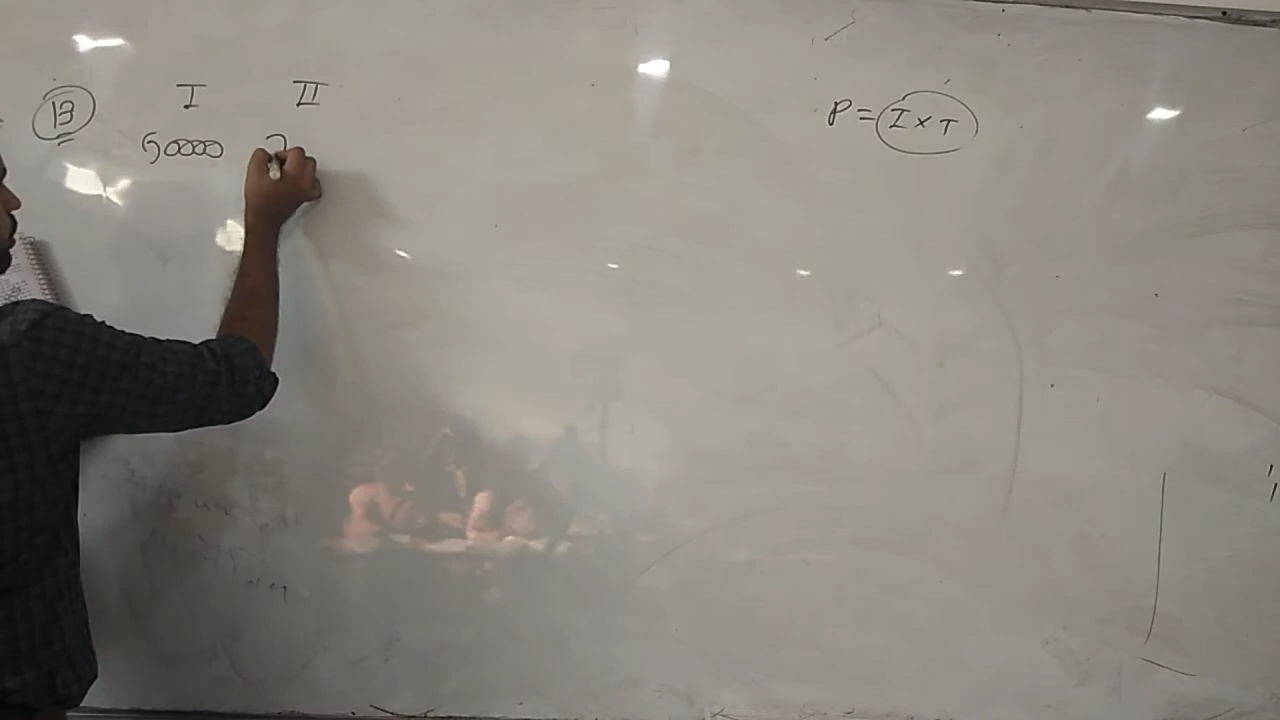 13 I II
50000
P = I × T